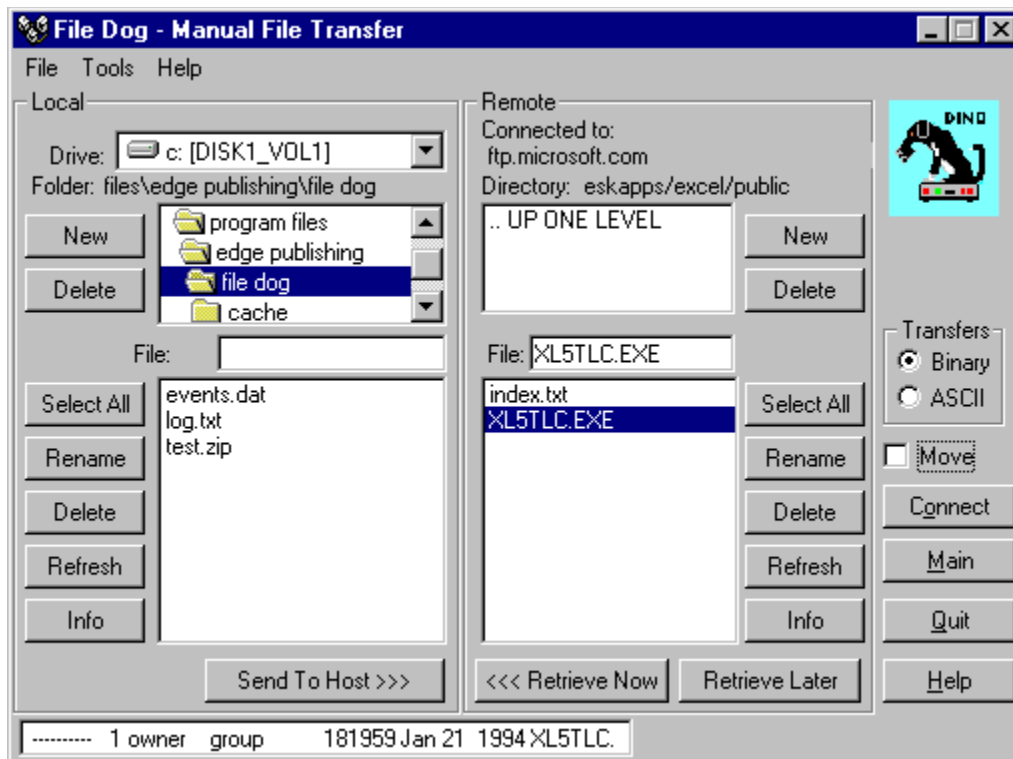 File Dog - Manual File Transfer
File Tools Help
Local
Drive: c: [DISK1_VOL1]
Folder: files\edge publishing\file dog
New
Delete
program files
edge publishing
file dog
cache
File:
Select All
Rename
Delete
Refresh
Info
events.dat
log.txt
test.zip
Send To Host >>>
Remote
Connected to:
ftp.microsoft.com
Directory: eskapps/excel/public
.. UP ONE LEVEL
New
Delete
File: XL5TLC.EXE
index.txt
XL5TLC.EXE
Select All
Rename
Delete
Refresh
Info
<<< Retrieve Now
Retrieve Later
DINO
Transfers
Binary
ASCII
Move
Connect
Main
Quit
Help
---------- 1 owner group 181959 Jan 21 1994 XL5TLC.